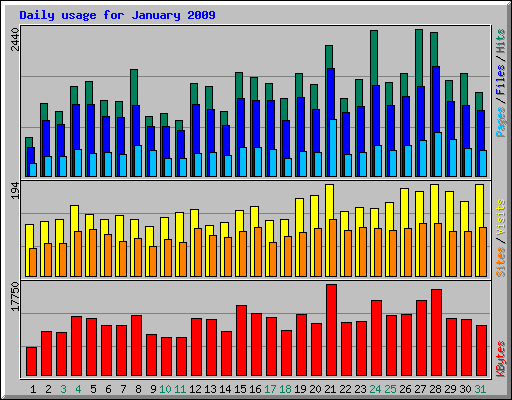 Daily usage for January 2009
2440
Pages / Files / Hits
194
Sites / Visits
17750
KBytes
1 2 3 4 5 6 7 8 9 10 11 12 13 14 15 16 17 18 19 20 21 22 23 24 25 26 27 28 29 30 31